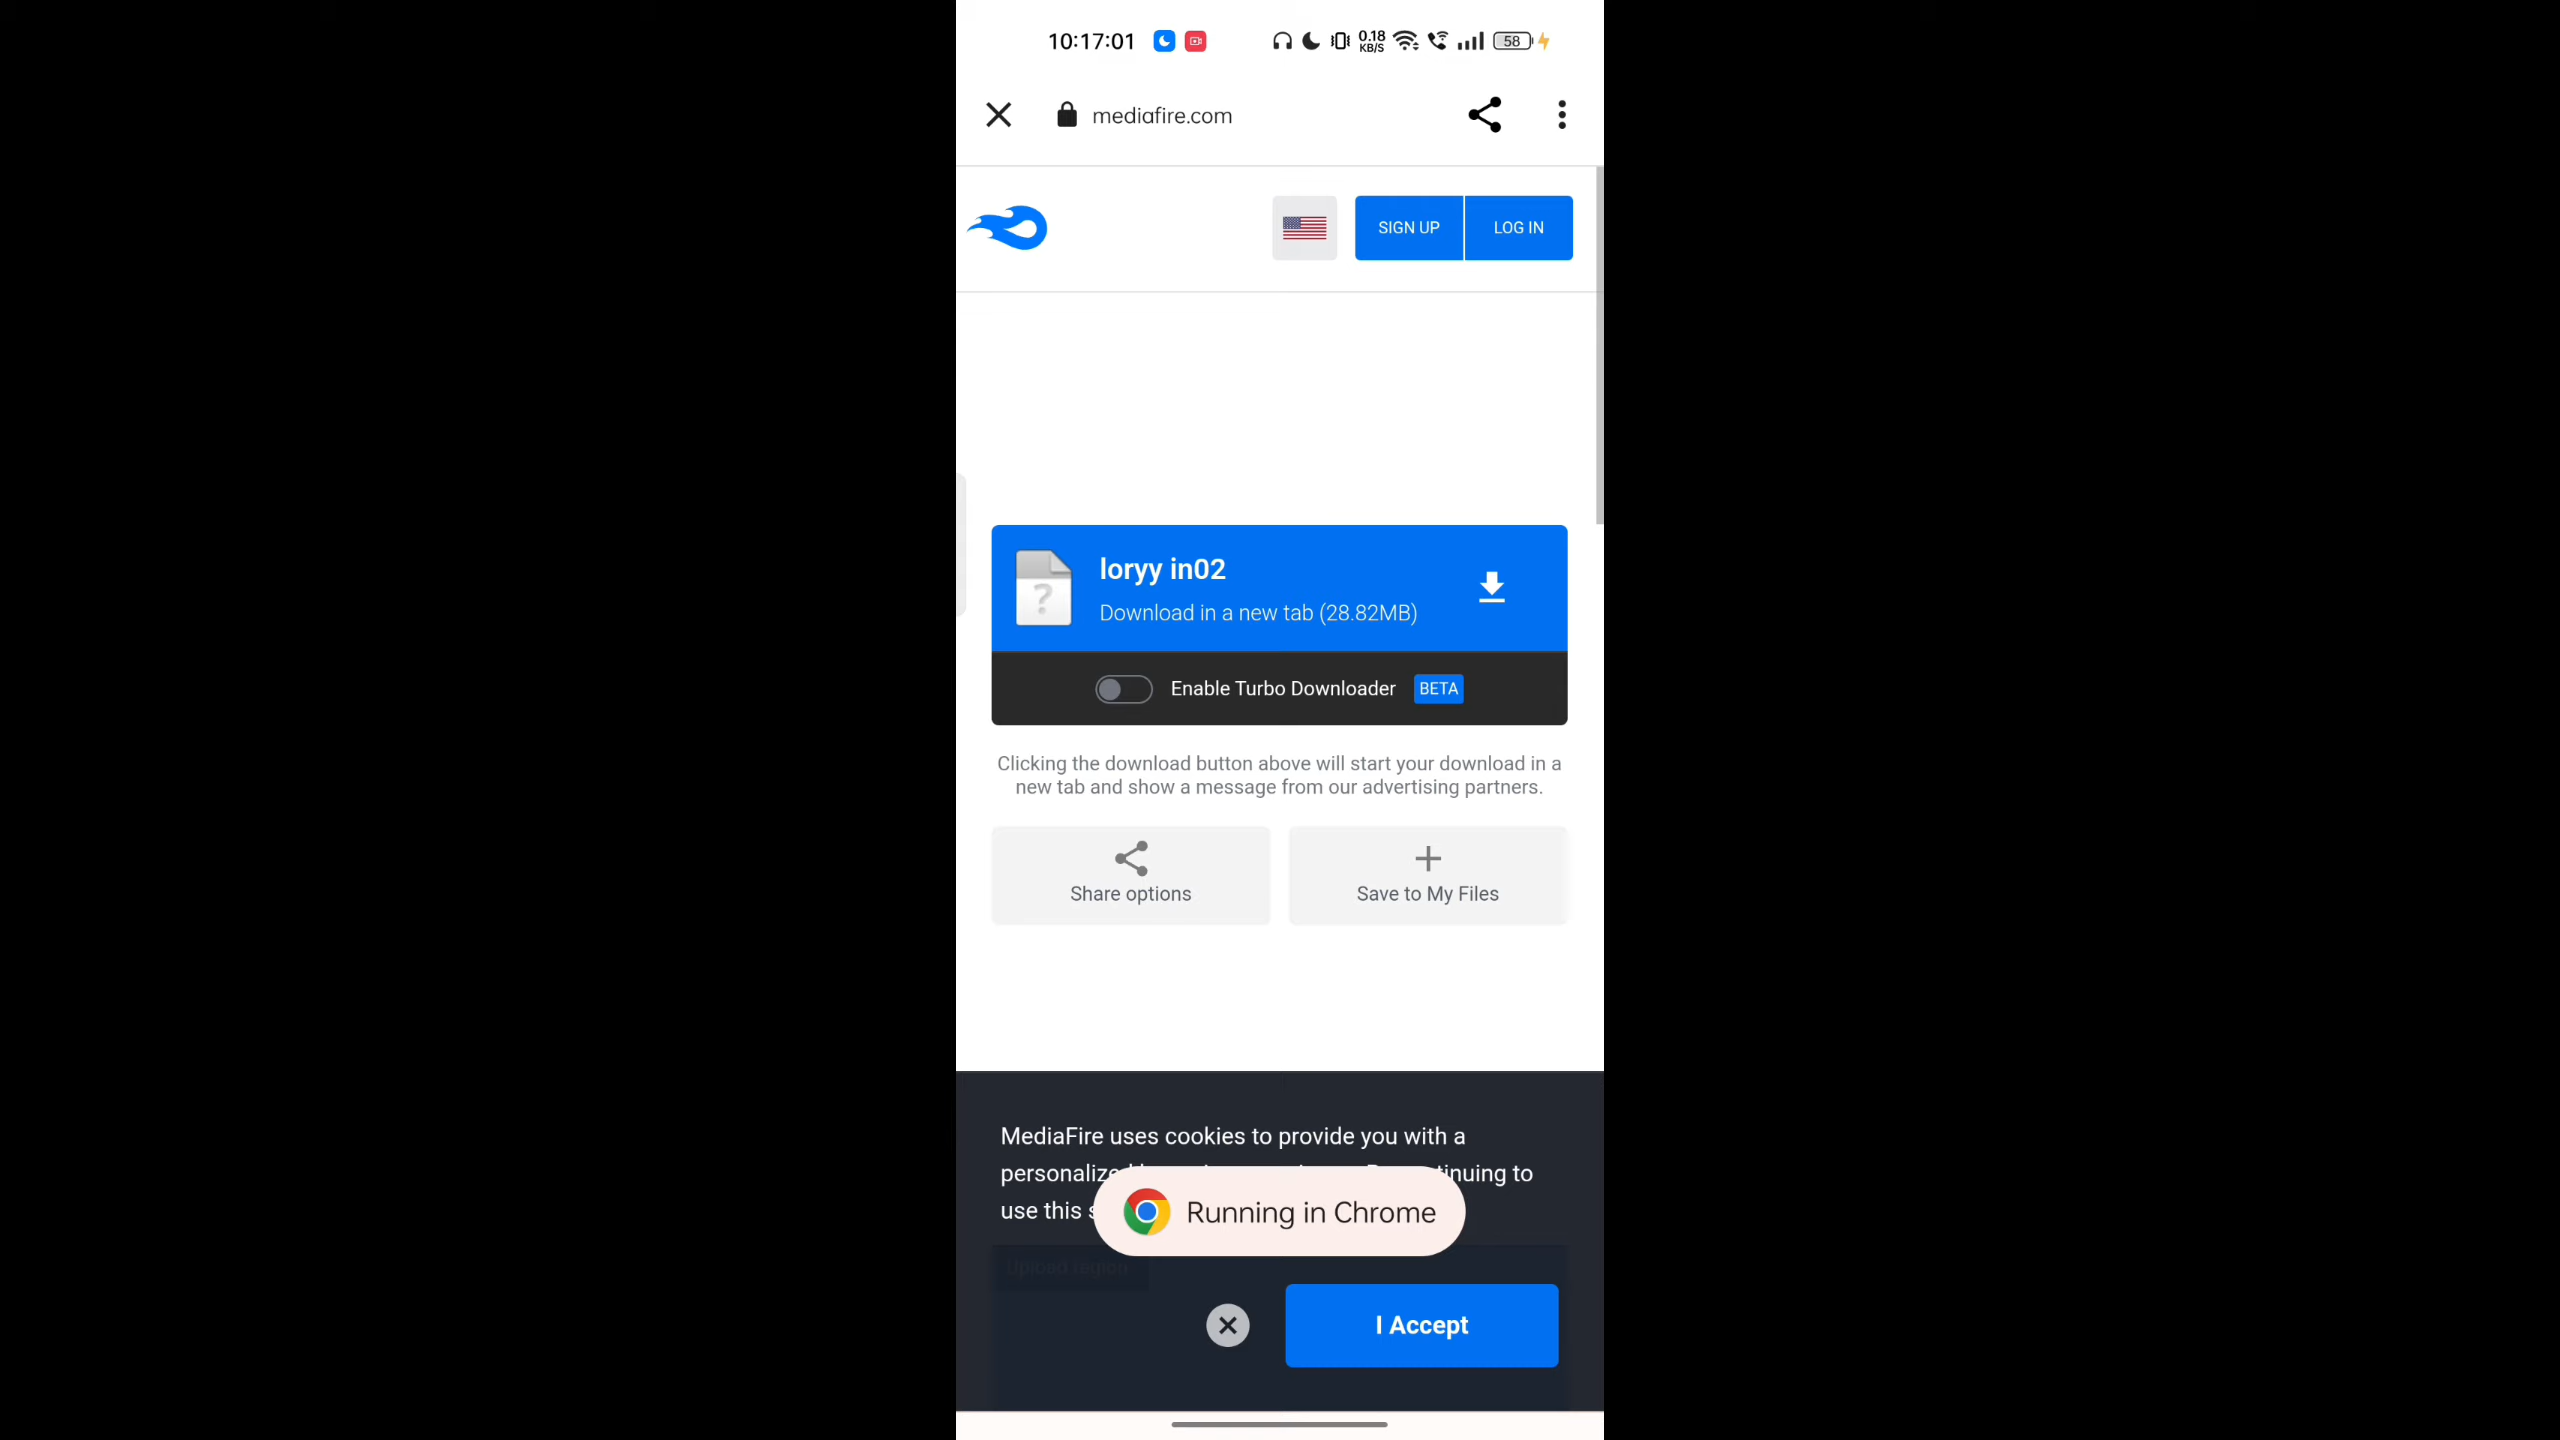 10:17:01
0.18
KB/S
58
mediafire.com
SIGN UP
LOG IN
loryy in02
Download in a new tab (28.82MB)
Enable Turbo Downloader
BETA
Clicking the download button above will start your download in a
new tab and show a message from our advertising partners.
Share options
Save to My Files
MediaFire uses cookies to provide you with a
tinuing to
use this
Running in Chrome
Upload region
I Accept